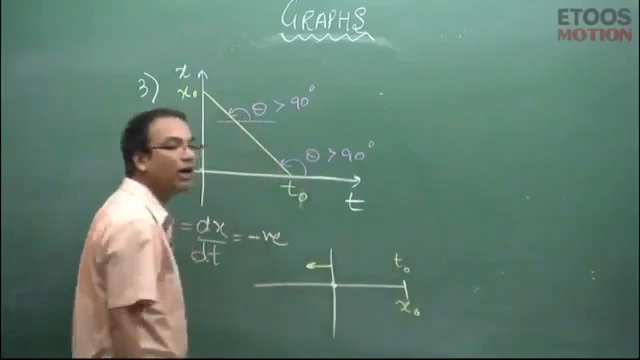 GRAPHS
ETOOS
MOTION
3)
x
x₀
θ > 90°
θ > 90°
t₀
t
= dx/dt = -ve
t₀
x₀